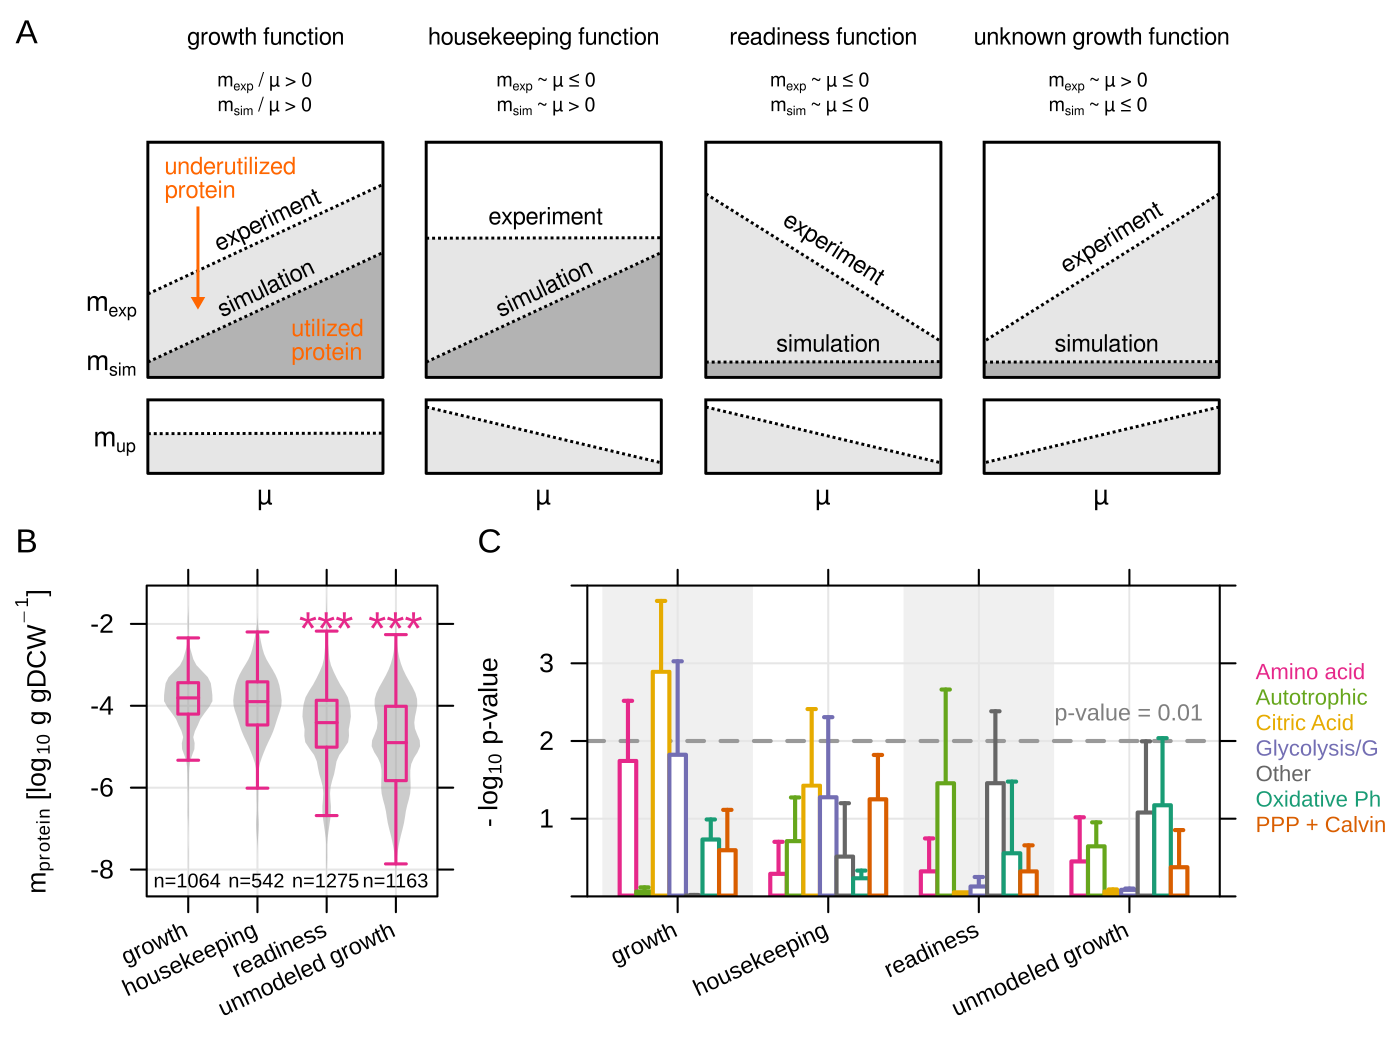 A
growth function
housekeeping function
readiness function
unknown growth function
mexp / μ > 0
msim / μ > 0
mexp ~ μ ≤ 0
msim ~ μ > 0
mexp ~ μ ≤ 0
msim ~ μ ≤ 0
mexp ~ μ > 0
msim ~ μ ≤ 0
underutilized
protein
experiment
simulation
utilized
protein
experiment
simulation
experiment
simulation
experiment
simulation
mexp
msim
mup
μ
μ
μ
μ
B
mprotein [log10 g gDCW−1]
-2
-4
-6
-8
***
***
n=1064
n=542
n=1275
n=1163
growth
housekeeping
readiness
unmodeled growth
C
- log10 p-value
3
2
1
p-value = 0.01
growth
housekeeping
readiness
unmodeled growth
Amino acid
Autotrophic
Citric Acid
Glycolysis/G
Other
Oxidative Ph
PPP + Calvin